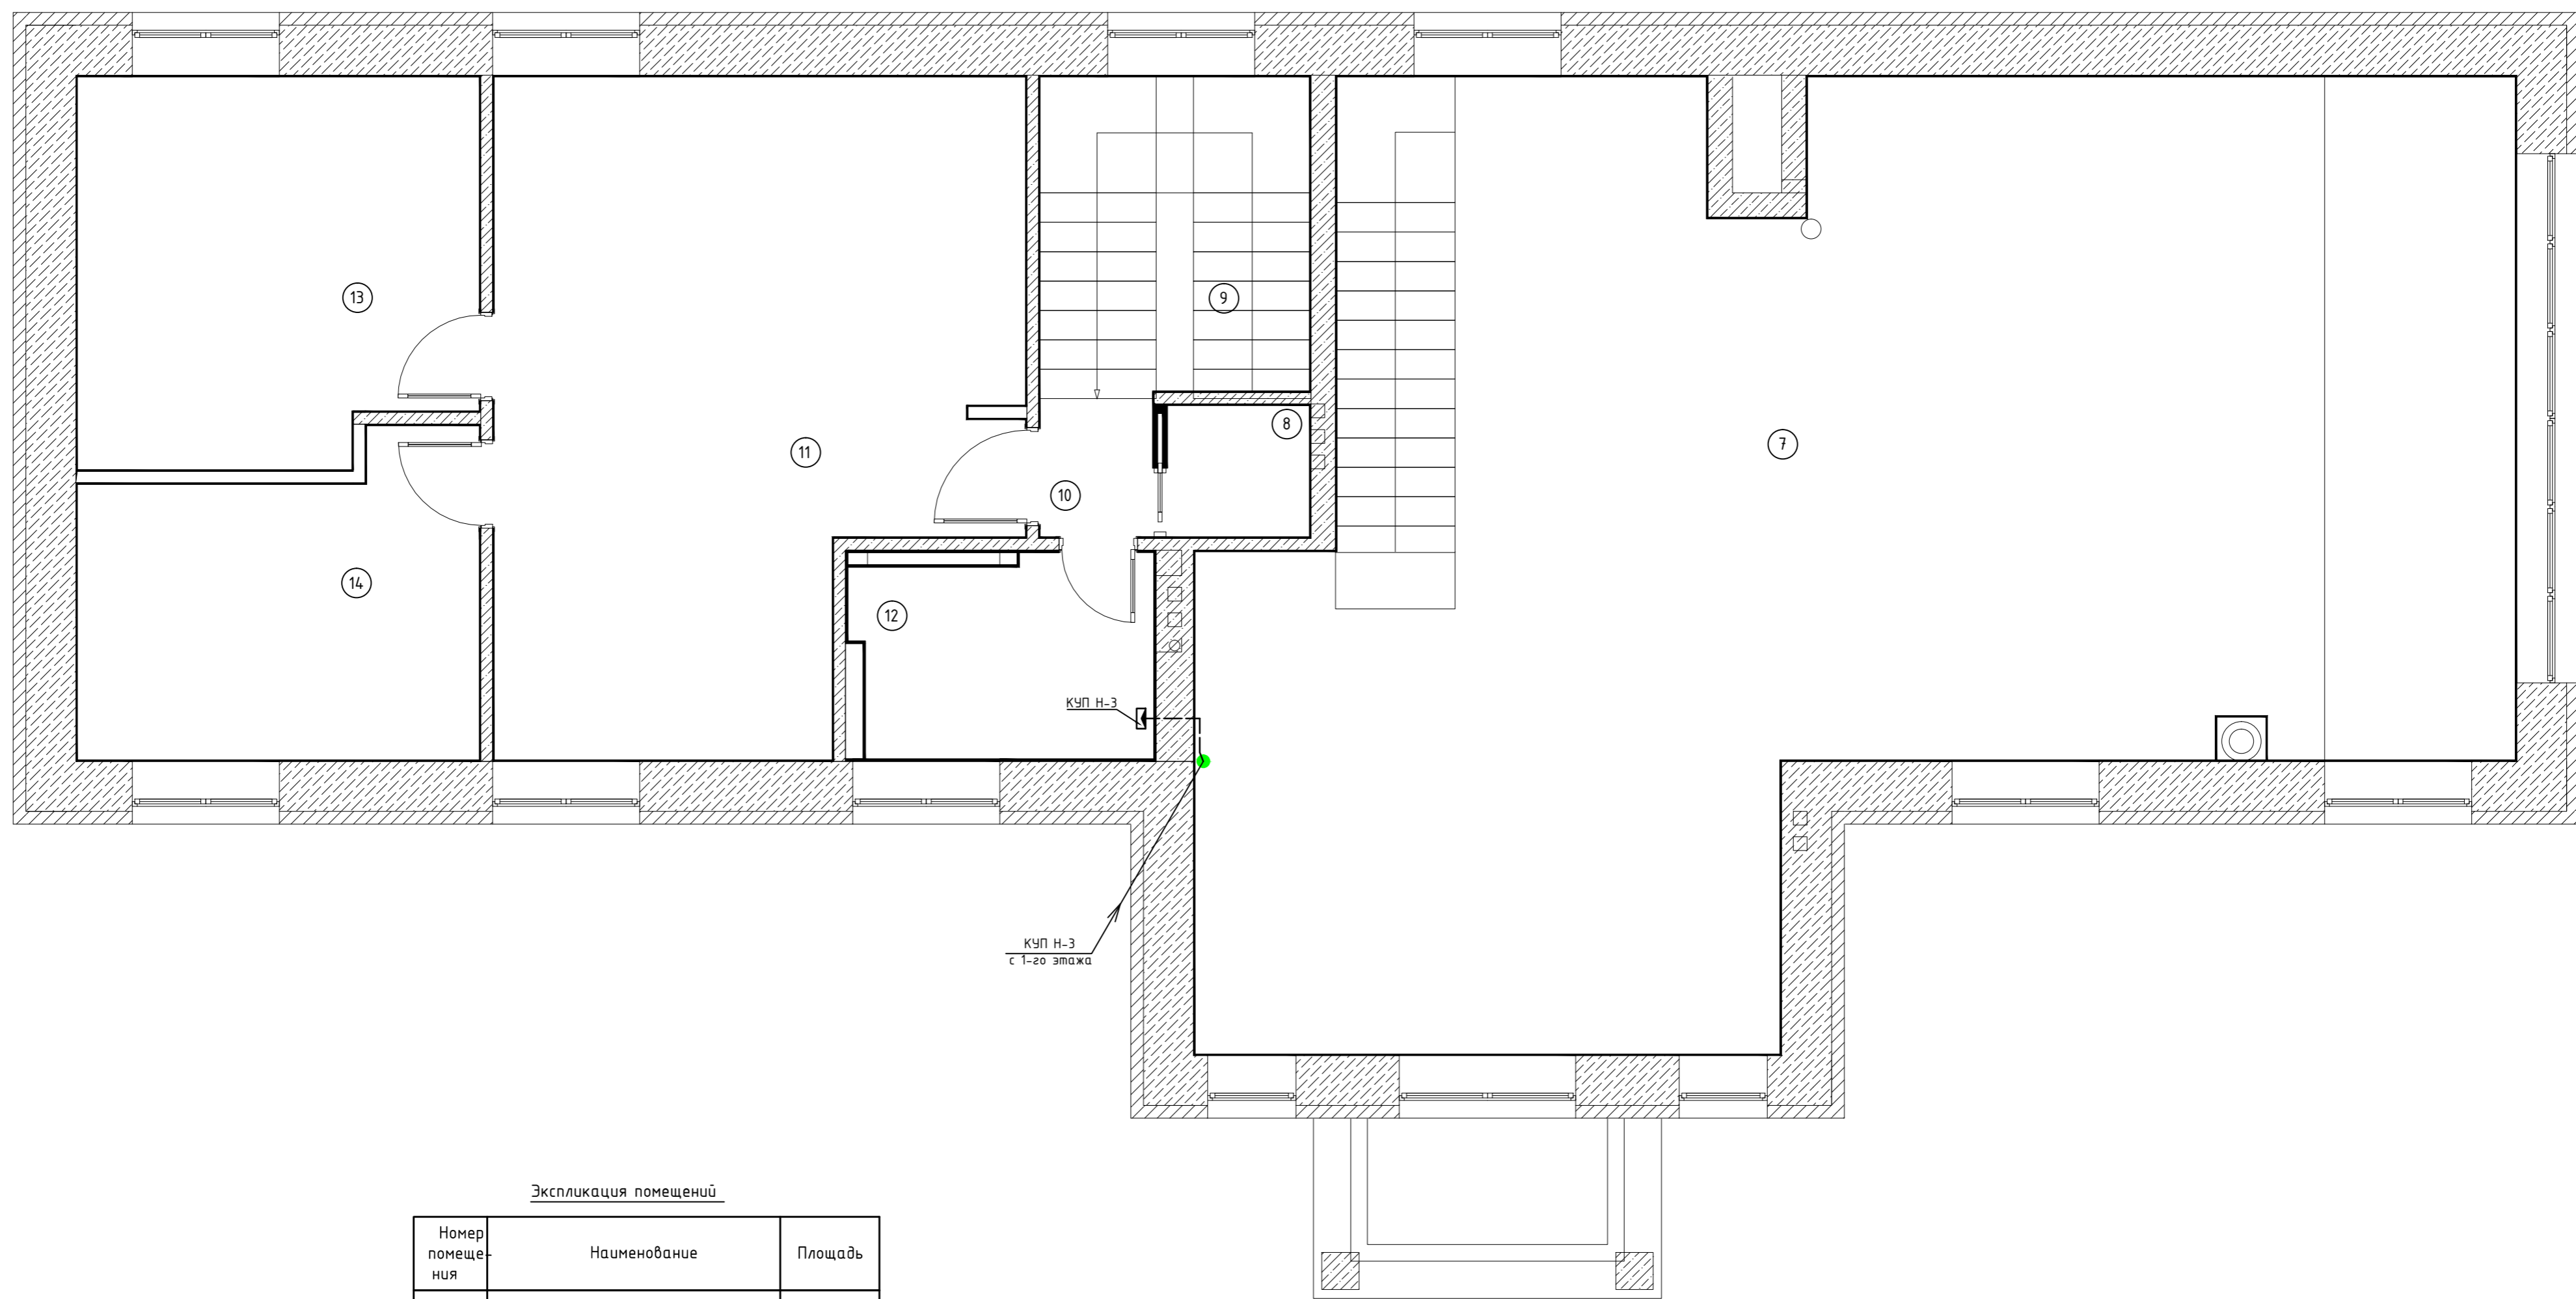 13
9
8
11
7
10
14
12
КУП Н-3
КУП Н-3
с 1-го этажа
Экспликация помещений
Номер
помеще-
ния
Наименование
Площадь